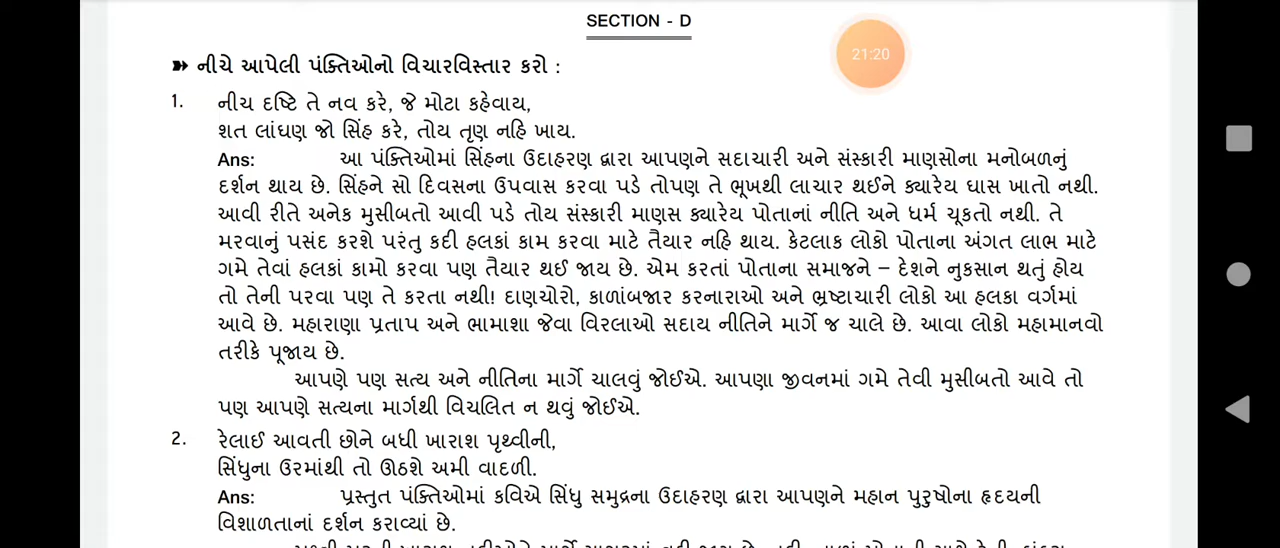 SECTION - D
21:20
➽ નીચે આપેલી પંક્તિઓનો વિચારવિસ્તાર કરો :
1. નીચ દષ્ટિ તે નવ કરે, જે મોટા કહેવાય,
શત લાંઘણ જો સિંહ કરે, તોય તૃણ નહિ ખાય.
Ans: આ પંક્તિઓમાં સિંહના ઉદાહરણ દ્વારા આપણને સદાચારી અને સંસ્કારી માણસોના મનોબળનું
દર્શન થાય છે. સિંહને સો દિવસના ઉપવાસ કરવા પડે તોપણ તે ભૂખથી લાચાર થઈને ક્યારેય ઘાસ ખાતો નથી.
આવી રીતે અનેક મુસીબતો આવી પડે તોય સંસ્કારી માણસ ક્યારેય પોતાનાં નીતિ અને ધર્મ ચૂકતો નથી. તે
મરવાનું પસંદ કરશે પરંતુ કદી હલકાં કામ કરવા માટે તૈયાર નહિ થાય. કેટલાક લોકો પોતાના અંગત લાભ માટે
ગમે તેવાં હલકાં કામો કરવા પણ તૈયાર થઈ જાય છે. એમ કરતાં પોતાના સમાજને – દેશને નુકસાન થતું હોય
તો તેની પરવા પણ તે કરતા નથી! દાણચોરો, કાળાંબજાર કરનારાઓ અને ભ્રષ્ટાચારી લોકો આ હલકા વર્ગમાં
આવે છે. મહારાણા પ્રતાપ અને ભામાશા જેવા વિરલાઓ સદાય નીતિને માર્ગે જ ચાલે છે. આવા લોકો મહામાનવો
તરીકે પૂજાય છે.
આપણે પણ સત્ય અને નીતિના માર્ગે ચાલવું જોઈએ. આપણા જીવનમાં ગમે તેવી મુસીબતો આવે તો
પણ આપણે સત્યના માર્ગથી વિચલિત ન થવું જોઈએ.
2. રેલાઈ આવતી છોને બધી ખારાશ પૃથ્વીની,
સિંધુના ઉરમાંથી તો ઊઠશે અમી વાદળી.
Ans: પ્રસ્તુત પંક્તિઓમાં કવિએ સિંધુ સમુદ્રના ઉદાહરણ દ્વારા આપણને મહાન પુરુષોના હૃદયની
વિશાળતાનાં દર્શન કરાવ્યાં છે.